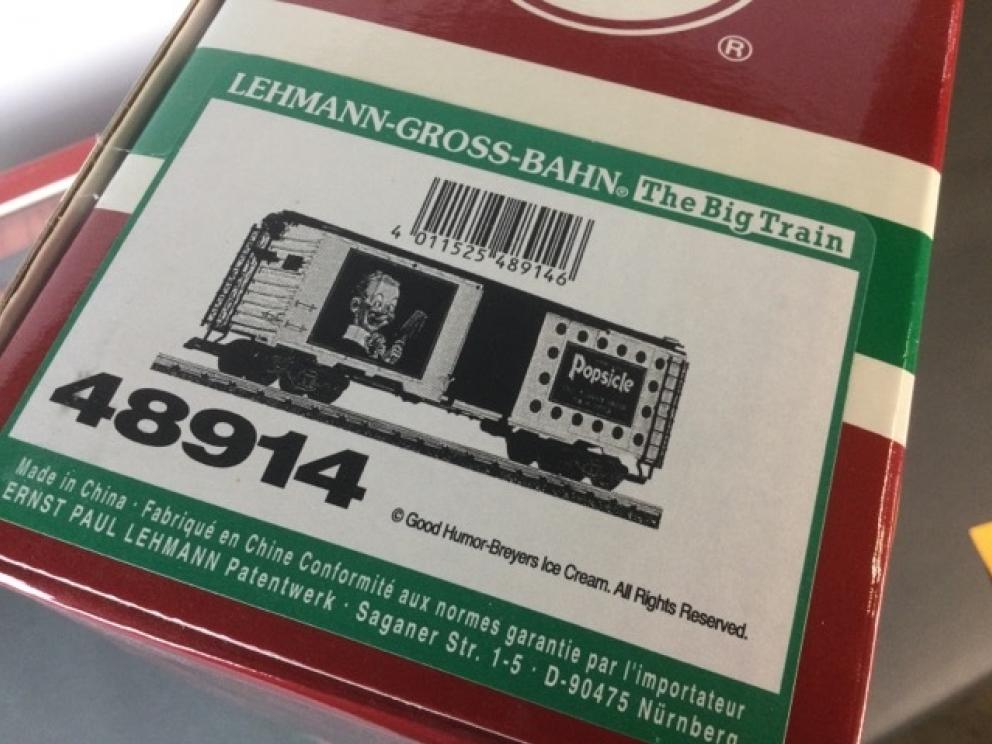 ®
LEHMANN-GROSS-BAHN® The Big Train
4 011525 489146
Popsicle
48914
© Good Humor-Breyers Ice Cream. All Rights Reserved.
Made in China · Fabriqué en Chine Conformité aux normes garantie par l'importateur
ERNST PAUL LEHMANN Patentwerk · Saganer Str. 1-5 · D-90475 Nürnberg